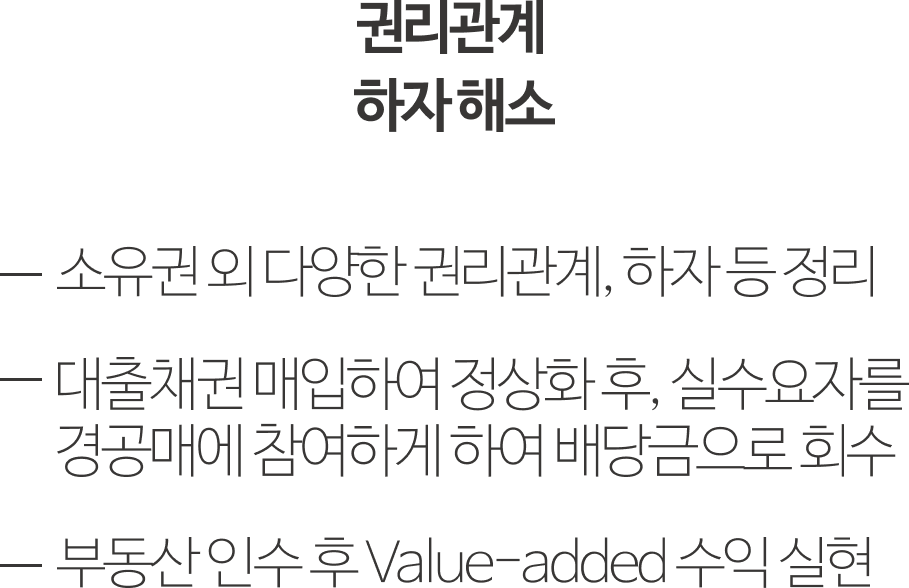 권리관계
하자 해소
― 소유권 외 다양한 권리관계, 하자 등 정리
― 대출채권 매입하여 정상화 후, 실수요자를
경공매에 참여하게 하여 배당금으로 회수
― 부동산 인수 후 Value-added 수익 실현